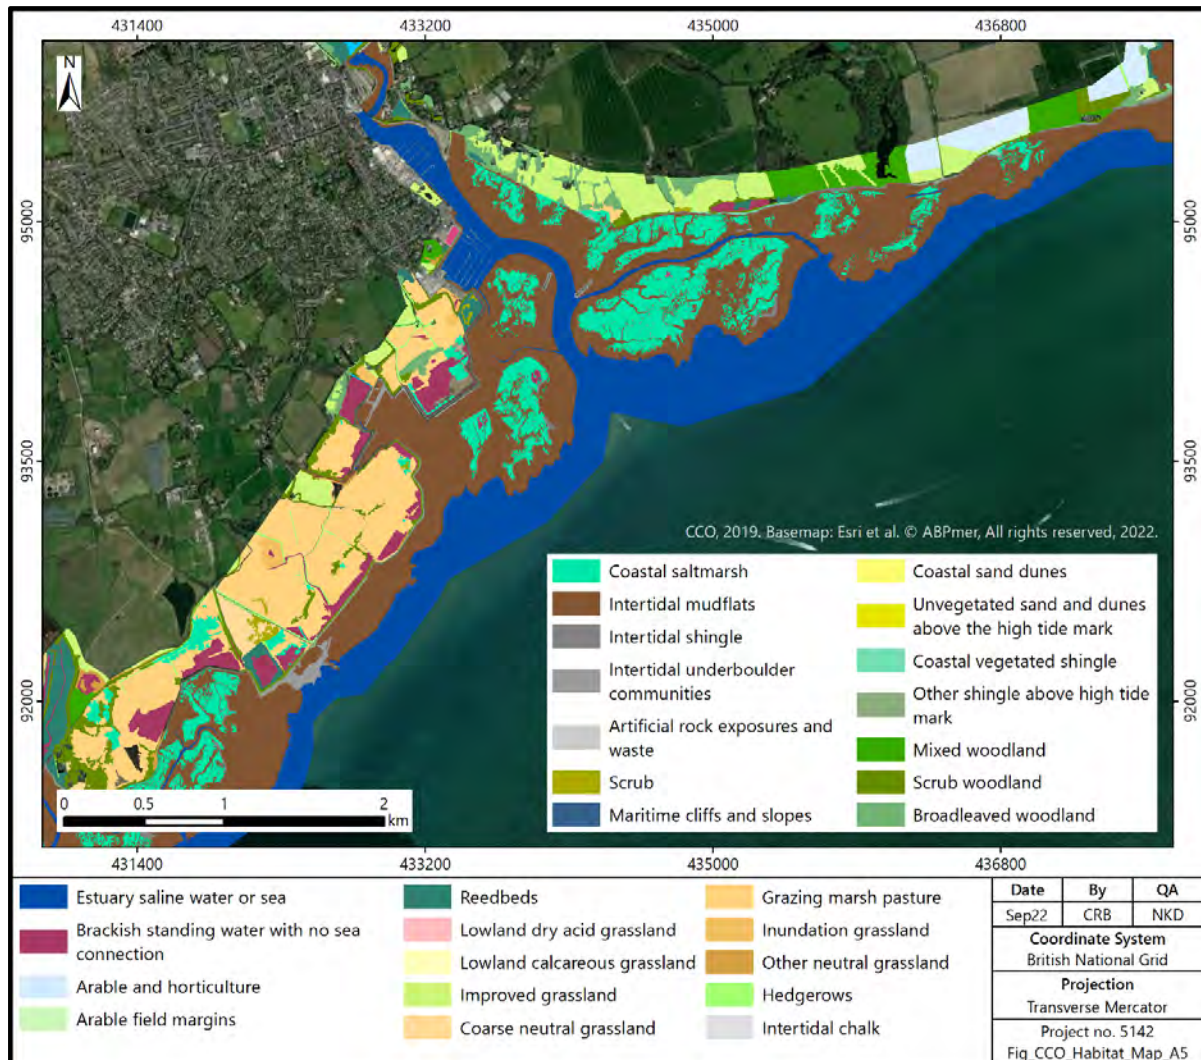 431400 433200 435000 436800
N
95000 95000
93500 93500
CCO, 2019. Basemap: Esri et al. © ABPmer, All rights reserved, 2022.
Coastal saltmarsh
Intertidal mudflats
Intertidal shingle
Intertidal underboulder
communities
Artificial rock exposures and
waste
Scrub
Maritime cliffs and slopes
Coastal sand dunes
Unvegetated sand and dunes
above the high tide mark
Coastal vegetated shingle
Other shingle above high tide
mark
Mixed woodland
Scrub woodland
Broadleaved woodland
92000 92000
0 0.5 1 2
km
431400 433200 435000 436800
Estuary saline water or sea
Brackish standing water with no sea
connection
Arable and horticulture
Arable field margins
Reedbeds
Lowland dry acid grassland
Lowland calcareous grassland
Improved grassland
Coarse neutral grassland
Grazing marsh pasture
Inundation grassland
Other neutral grassland
Hedgerows
Intertidal chalk
Date By QA
Sep22 CRB NKD
Coordinate System
British National Grid
Projection
Transverse Mercator
Project no. 5142
Fig_CCO_Habitat_Map_A5